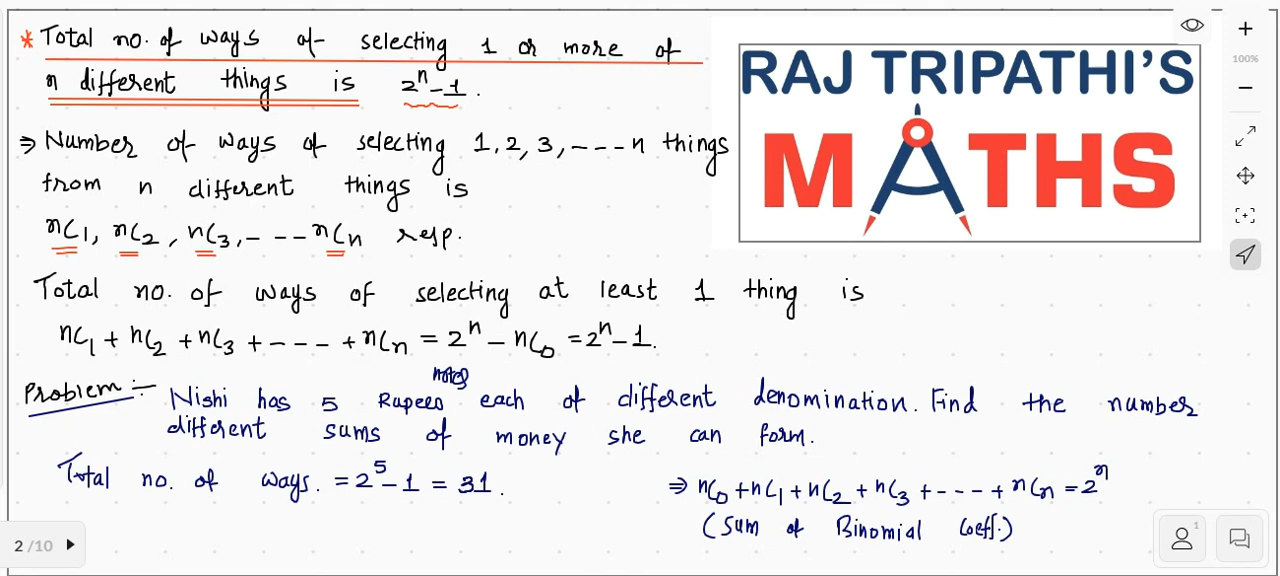 * Total no. of ways of selecting 1 or more of
n different things is 2ⁿ-1.
RAJ TRIPATHI'S
MATHS
⇒ Number of ways of selecting 1, 2, 3, ---- n things
from n different things is
nC₁, nC₂, nC₃, - -- nCₙ resp.
Total no. of ways of selecting at least 1 thing is
nC₁ + nC₂ + nC₃ + ---- + nCₙ = 2ⁿ - nC₀ = 2ⁿ-1.
Problem :- Nishi has 5 Rupees notes each of different denomination. Find the number
different sums of money she can form.
Total no. of ways. = 2⁵-1 = 31.
⇒ nC₀ + nC₁ + nC₂ + nC₃ + ---- + nCₙ = 2ⁿ
(Sum of Binomial Coeff.)
100%
2 / 10
1